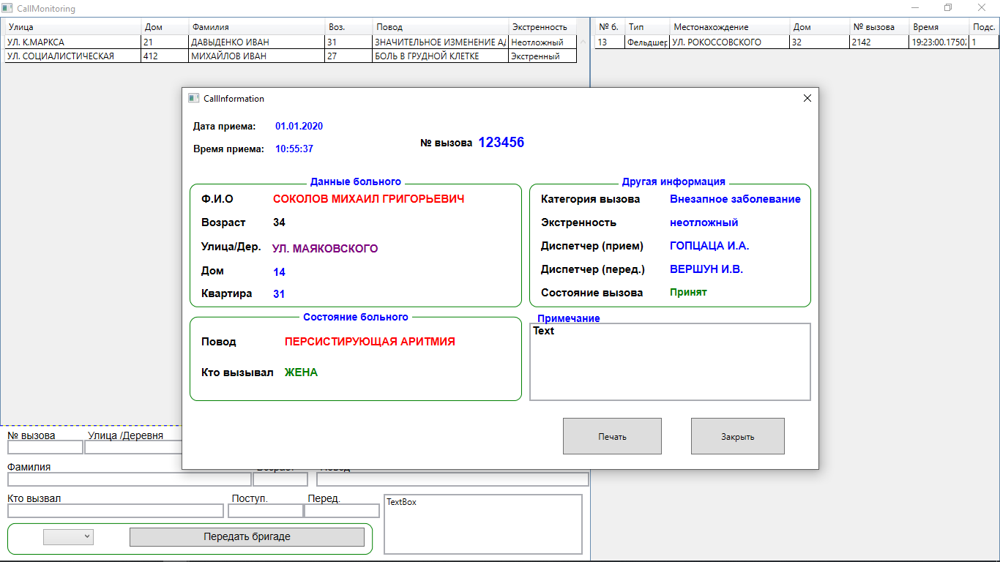 CallMonitoring
Улица Дом Фамилия Воз. Повод Экстренность
УЛ. К.МАРКСА 21 ДАВЫДЕНКО ИВАН 31 ЗНАЧИТЕЛЬНОЕ ИЗМЕНЕНИЕ АД Неотложный
УЛ. СОЦИАЛИСТИЧЕСКАЯ 412 МИХАЙЛОВ ИВАН 27 БОЛЬ В ГРУДНОЙ КЛЕТКЕ Экстренный
№ б. Тип Местонахождение Дом № вызова Время Подс.
13 Фельдшер УЛ. РОКОССОВСКОГО 32 2142 19:23:00.1750 1
CallInformation
Дата приема: 01.01.2020
Время приема: 10:55:37
№ вызова 123456
Данные больного
Ф.И.О СОКОЛОВ МИХАИЛ ГРИГОРЬЕВИЧ
Возраст 34
Улица/Дер. УЛ. МАЯКОВСКОГО
Дом 14
Квартира 31
Другая информация
Категория вызова Внезапное заболевание
Экстренность неотложный
Диспетчер (прием) ГОПЦАЦА И.А.
Диспетчер (перед.) ВЕРШУН И.В.
Состояние вызова Принят
Состояние больного
Повод ПЕРСИСТИРУЮЩАЯ АРИТМИЯ
Кто вызывал ЖЕНА
Примечание
Text
Печать Закрыть
№ вызова Улица /Деревня
Фамилия Возраст Повод
Кто вызвал Поступ. Перед.
TextBox
Передать бригаде